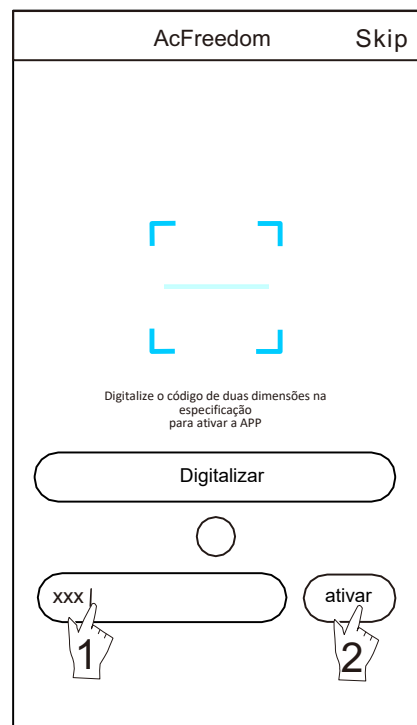 AcFreedom Skip
Digitalize o código de duas dimensões na
especificação
para ativar a APP
Digitalizar
xxx ativar
1 2